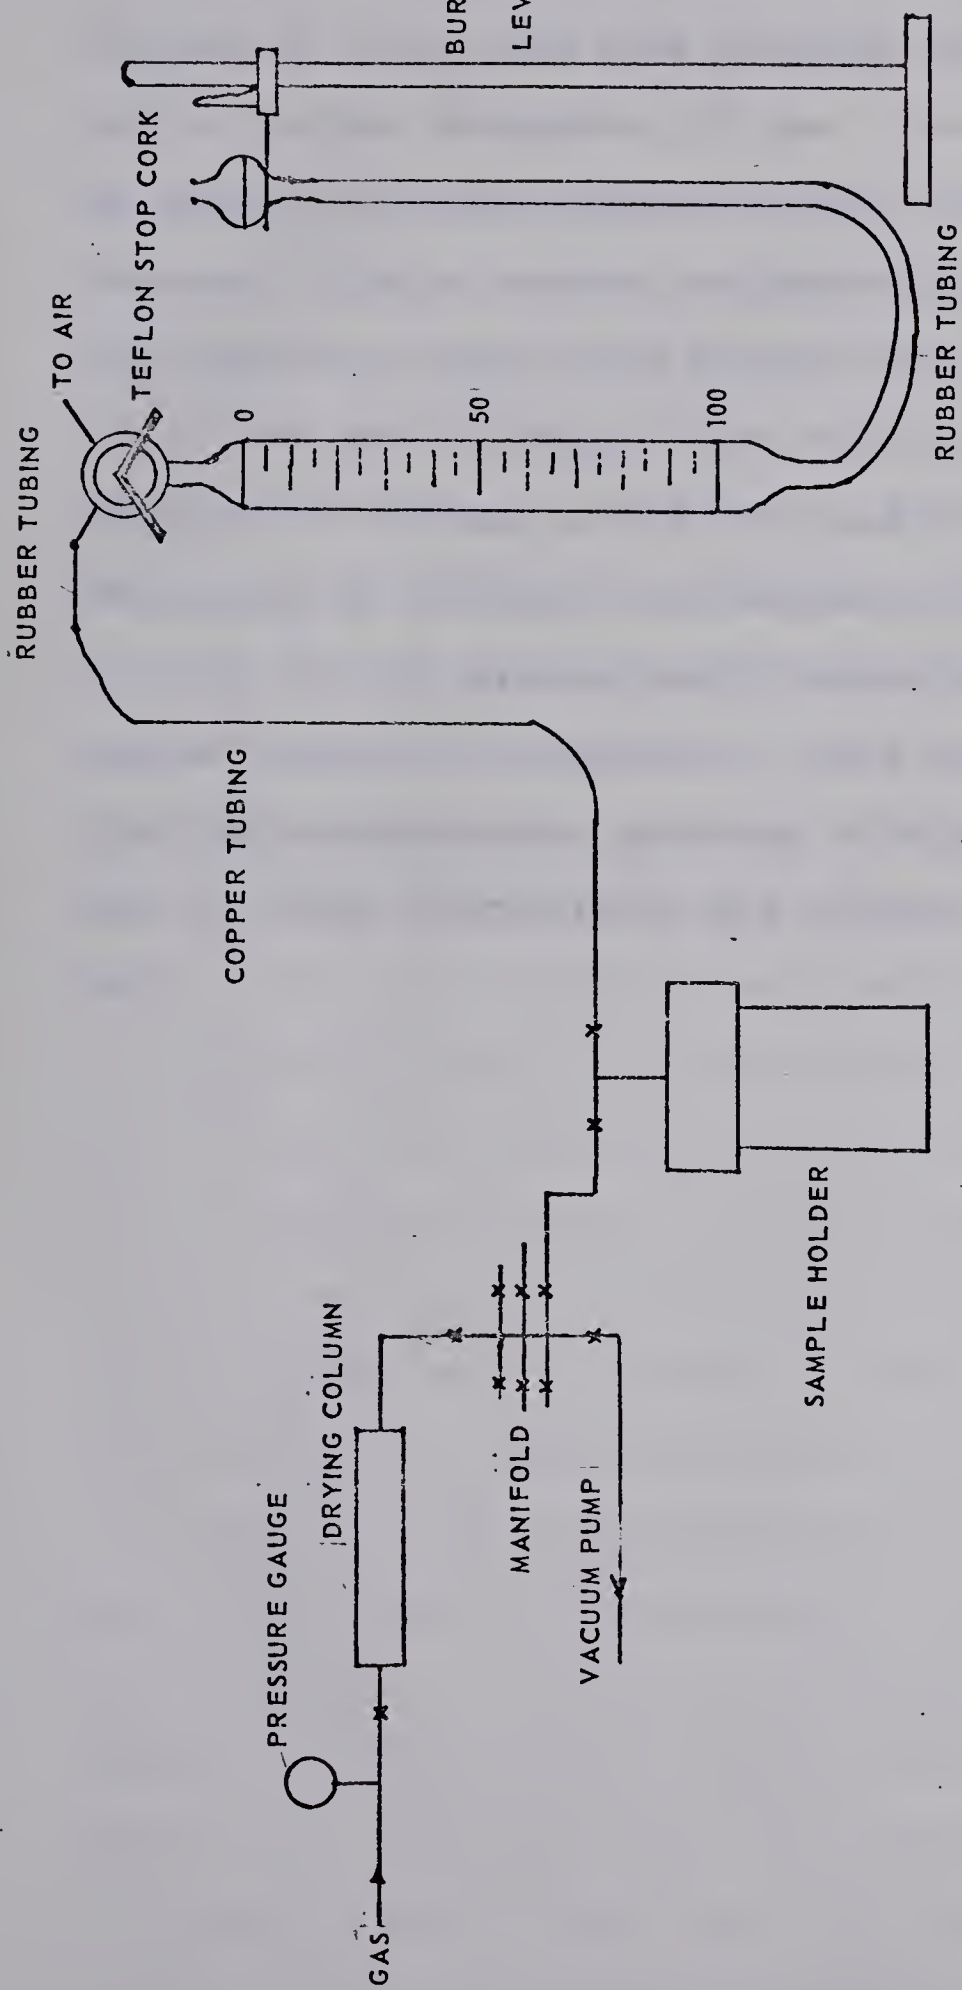 GAS
PRESSURE GAUGE
DRYING COLUMN
MANIFOLD
VACUUM PUMP
SAMPLE HOLDER
COPPER TUBING
RUBBER TUBING
TO AIR
TEFLON STOP CORK
0
50
100
RUBBER TUBING
BUR
LEV